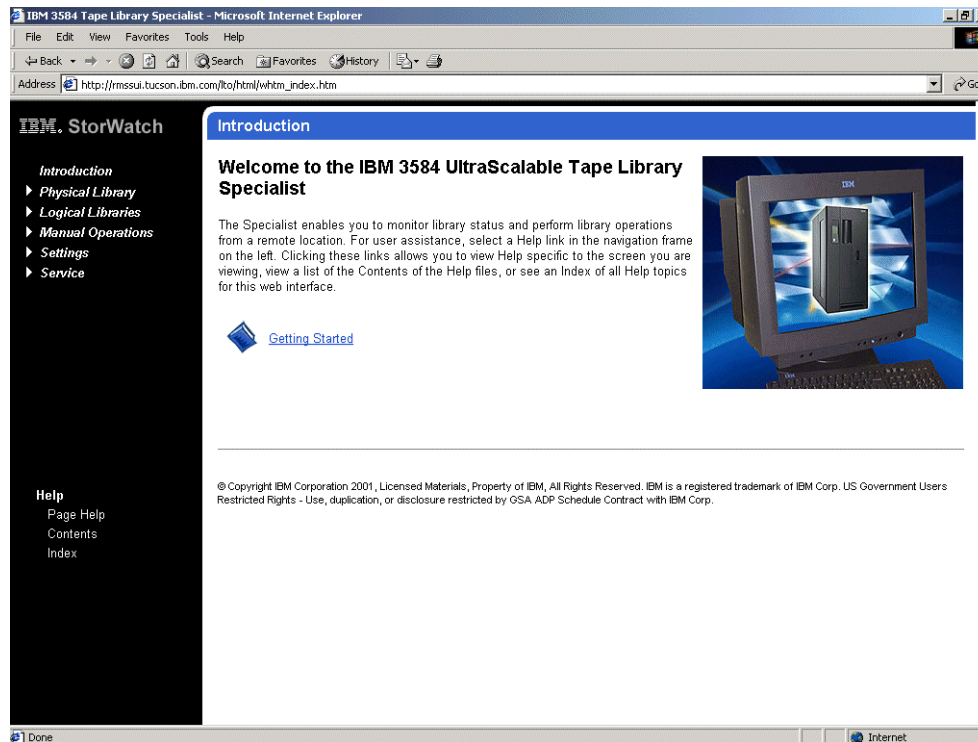 IBM 3584 Tape Library Specialist - Microsoft Internet Explorer
File Edit View Favorites Tools Help
Back Search Favorites History
Address http://rmssui.tucson.ibm.com/lto/html/whtm_index.htm Go
IBM. StorWatch
Introduction
Physical Library
Logical Libraries
Manual Operations
Settings
Service
Help
Page Help
Contents
Index
Introduction
Welcome to the IBM 3584 UltraScalable Tape Library
Specialist
The Specialist enables you to monitor library status and perform library operations
from a remote location. For user assistance, select a Help link in the navigation frame
on the left. Clicking these links allows you to view Help specific to the screen you are
viewing, view a list of the Contents of the Help files, or see an Index of all Help topics
for this web interface.
Getting Started
IBM
IBM
© Copyright IBM Corporation 2001, Licensed Materials, Property of IBM, All Rights Reserved. IBM is a registered trademark of IBM Corp. US Government Users
Restricted Rights - Use, duplication, or disclosure restricted by GSA ADP Schedule Contract with IBM Corp.
Done Internet